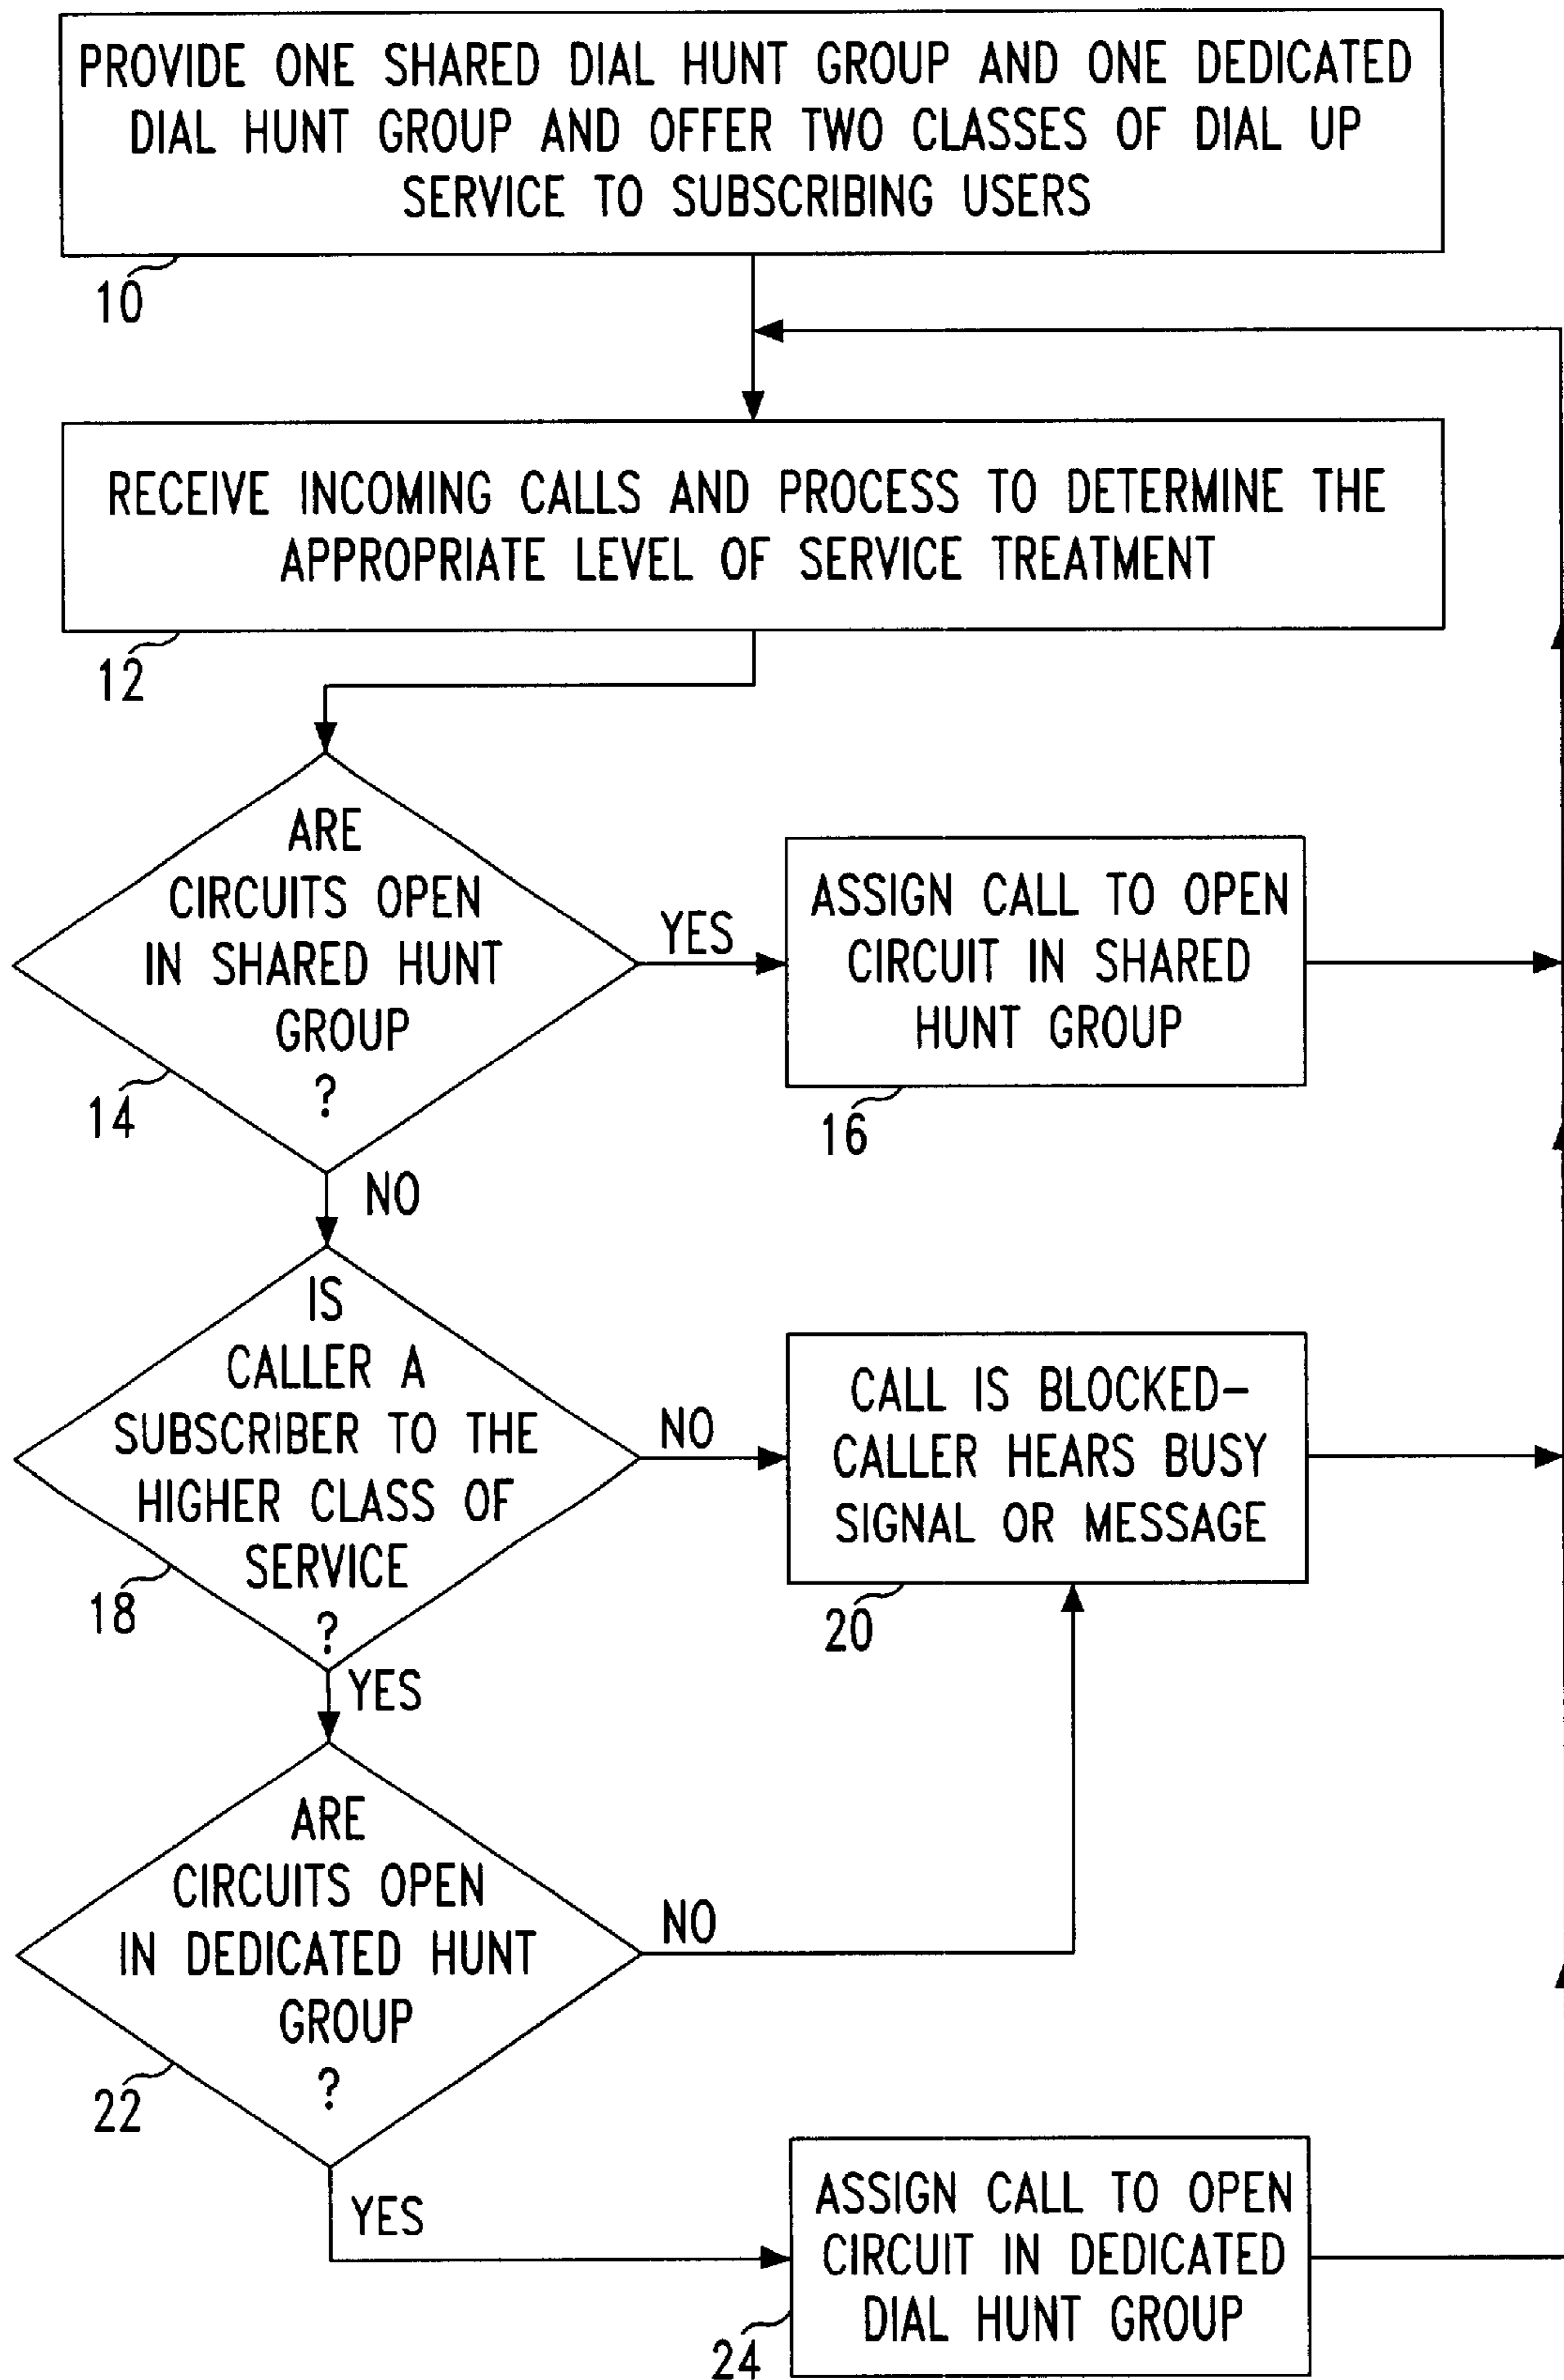 PROVIDE ONE SHARED DIAL HUNT GROUP AND ONE DEDICATED
DIAL HUNT GROUP AND OFFER TWO CLASSES OF DIAL UP
SERVICE TO SUBSCRIBING USERS
10
RECEIVE INCOMING CALLS AND PROCESS TO DETERMINE THE
APPROPRIATE LEVEL OF SERVICE TREATMENT
12
ARE
CIRCUITS OPEN
IN SHARED HUNT
GROUP
?
14
YES
ASSIGN CALL TO OPEN
CIRCUIT IN SHARED
HUNT GROUP
16
NO
IS
CALLER A
SUBSCRIBER TO THE
HIGHER CLASS OF
SERVICE
?
18
NO
CALL IS BLOCKED-
CALLER HEARS BUSY
SIGNAL OR MESSAGE
20
YES
ARE
CIRCUITS OPEN
IN DEDICATED HUNT
GROUP
?
22
NO
YES
ASSIGN CALL TO OPEN
CIRCUIT IN DEDICATED
DIAL HUNT GROUP
24